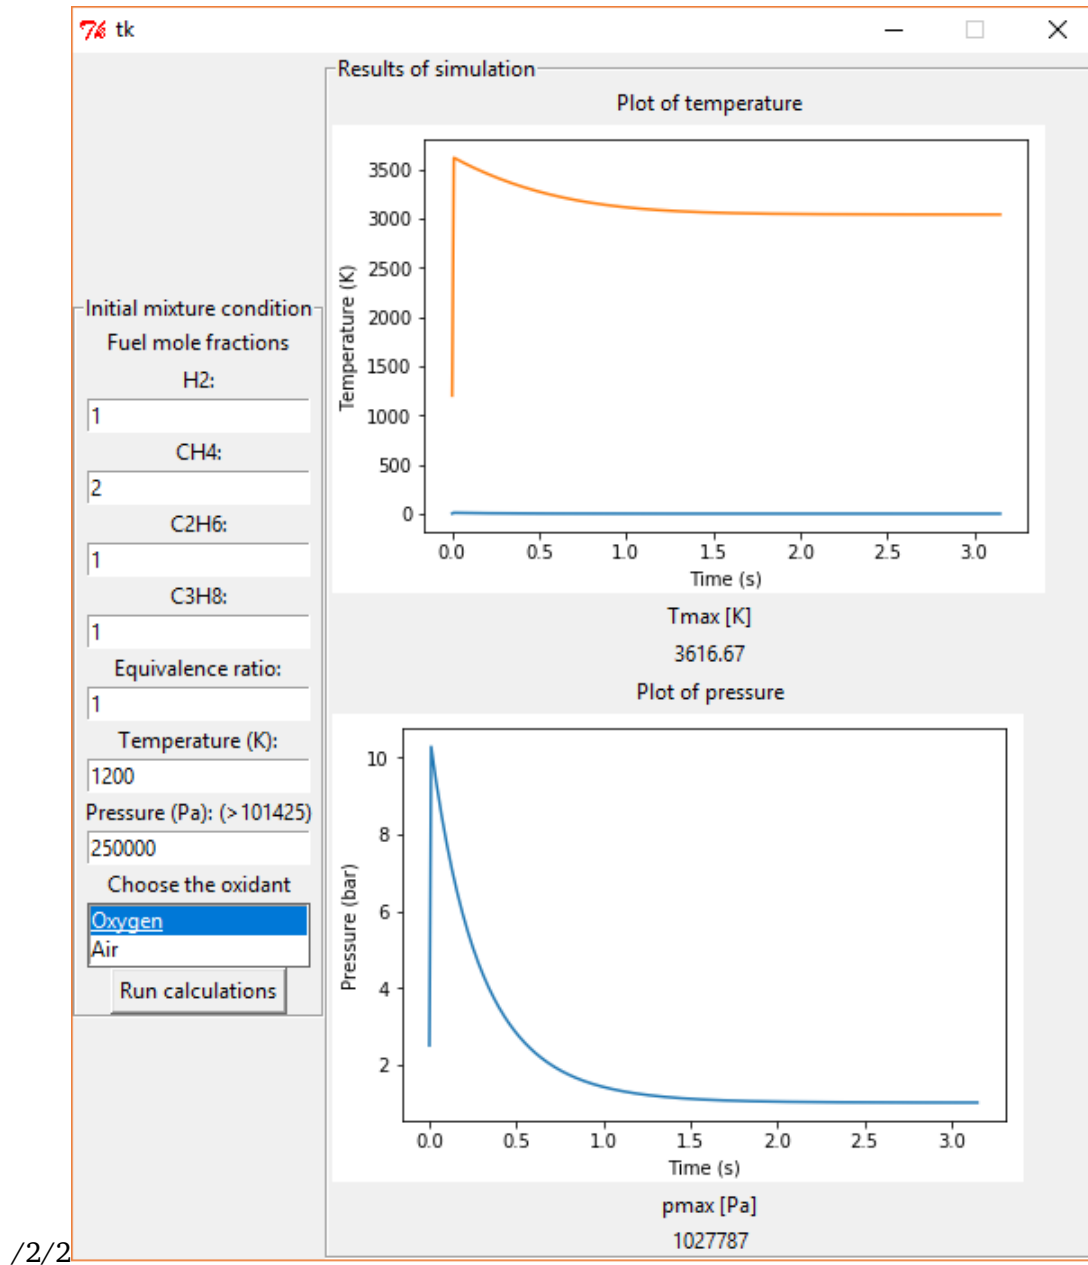 tk
Results of simulation
Plot of temperature
3500
3000
2500
2000
1500
1000
500
0
Temperature (K)
0.0 0.5 1.0 1.5 2.0 2.5 3.0
Time (s)
Tmax [K]
3616.67
Initial mixture condition
Fuel mole fractions
H2:
1
CH4:
2
C2H6:
1
C3H8:
1
Equivalence ratio:
1
Temperature (K):
1200
Pressure (Pa): (>101425)
250000
Choose the oxidant
Oxygen
Air
Run calculations
Plot of pressure
10
8
6
4
2
Pressure (bar)
0.0 0.5 1.0 1.5 2.0 2.5 3.0
Time (s)
pmax [Pa]
1027787
/2/2